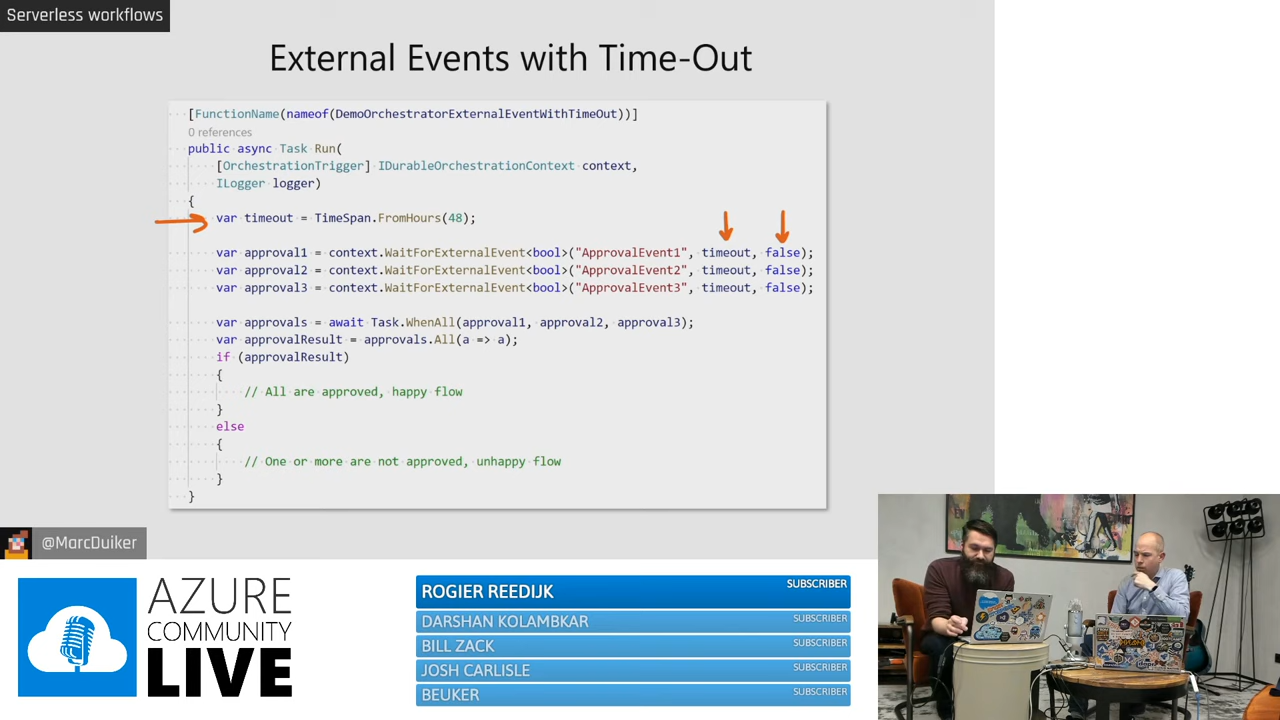 Serverless workflows
External Events with Time-Out
[FunctionName(nameof(DemoOrchestratorExternalEventWithTimeOut))]
0 references
public async Task Run(
[OrchestrationTrigger] IDurableOrchestrationContext context,
ILogger logger)
{
var timeout = TimeSpan.FromHours(48);
var approval1 = context.WaitForExternalEvent<bool>("ApprovalEvent1", timeout, false);
var approval2 = context.WaitForExternalEvent<bool>("ApprovalEvent2", timeout, false);
var approval3 = context.WaitForExternalEvent<bool>("ApprovalEvent3", timeout, false);
var approvals = await Task.WhenAll(approval1, approval2, approval3);
var approvalResult = approvals.All(a => a);
if (approvalResult)
{
// All are approved, happy flow
}
else
{
// One or more are not approved, unhappy flow
}
}
@MarcDuiker
AZURE
COMMUNITY
LIVE
ROGIER REEDIJK SUBSCRIBER
DARSHAN KOLAMBKAR SUBSCRIBER
BILL ZACK SUBSCRIBER
JOSH CARLISLE SUBSCRIBER
BEUKER SUBSCRIBER